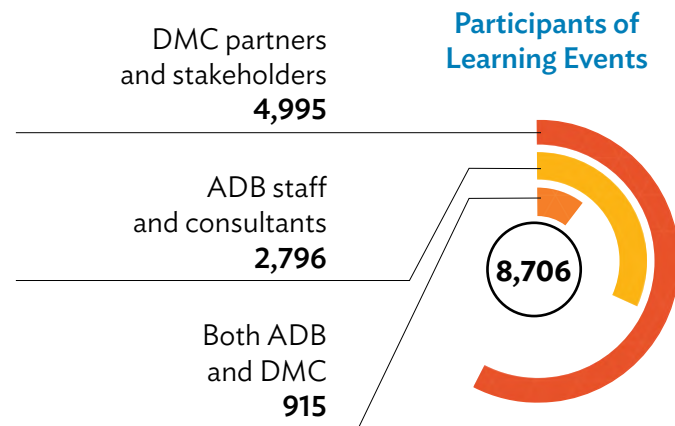 Participants of
Learning Events
DMC partners
and stakeholders
4,995
ADB staff
and consultants
2,796
Both ADB
and DMC
915
8,706